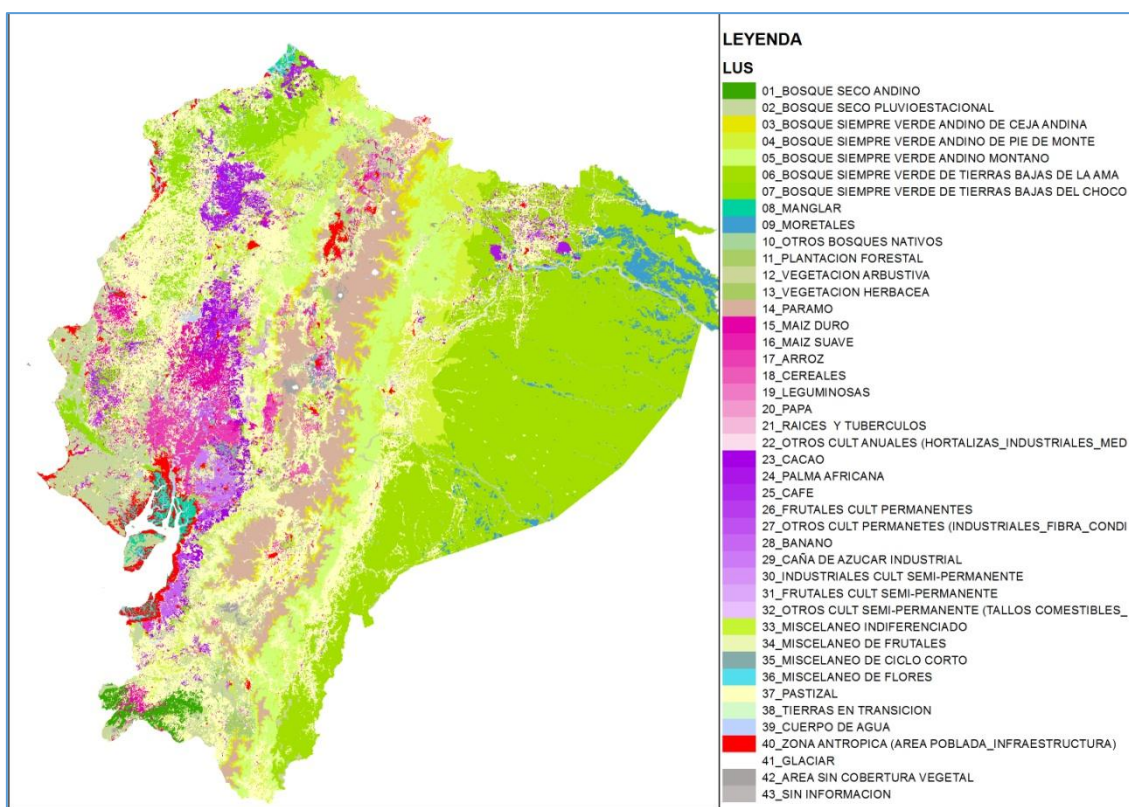 LEYENDA
LUS
01_BOSQUE SECO ANDINO
02_BOSQUE SECO PLUVIOESTACIONAL
03_BOSQUE SIEMPRE VERDE ANDINO DE CEJA ANDINA
04_BOSQUE SIEMPRE VERDE ANDINO DE PIE DE MONTE
05_BOSQUE SIEMPRE VERDE ANDINO MONTANO
06_BOSQUE SIEMPRE VERDE DE TIERRAS BAJAS DE LA AMA
07_BOSQUE SIEMPRE VERDE DE TIERRAS BAJAS DEL CHOCO
08_MANGLAR
09_MORETALES
10_OTROS BOSQUES NATIVOS
11_PLANTACION FORESTAL
12_VEGETACION ARBUSTIVA
13_VEGETACION HERBACEA
14_PARAMO
15_MAIZ DURO
16_MAIZ SUAVE
17_ARROZ
18_CEREALES
19_LEGUMINOSAS
20_PAPA
21_RAICES Y TUBERCULOS
22_OTROS CULT ANUALES (HORTALIZAS_INDUSTRIALES_MED
23_CACAO
24_PALMA AFRICANA
25_CAFE
26_FRUTALES CULT PERMANENTES
27_OTROS CULT PERMANETES (INDUSTRIALES_FIBRA_CONDI
28_BANANO
29_CAÑA DE AZUCAR INDUSTRIAL
30_INDUSTRIALES CULT SEMI-PERMANENTE
31_FRUTALES CULT SEMI-PERMANENTE
32_OTROS CULT SEMI-PERMANENTE (TALLOS COMESTIBLES_
33_MISCELANEO INDIFERENCIADO
34_MISCELANEO DE FRUTALES
35_MISCELANEO DE CICLO CORTO
36_MISCELANEO DE FLORES
37_PASTIZAL
38_TIERRAS EN TRANSICION
39_CUERPO DE AGUA
40_ZONA ANTROPICA (AREA POBLADA_INFRAESTRUCTURA)
41_GLACIAR
42_AREA SIN COBERTURA VEGETAL
43_SIN INFORMACION